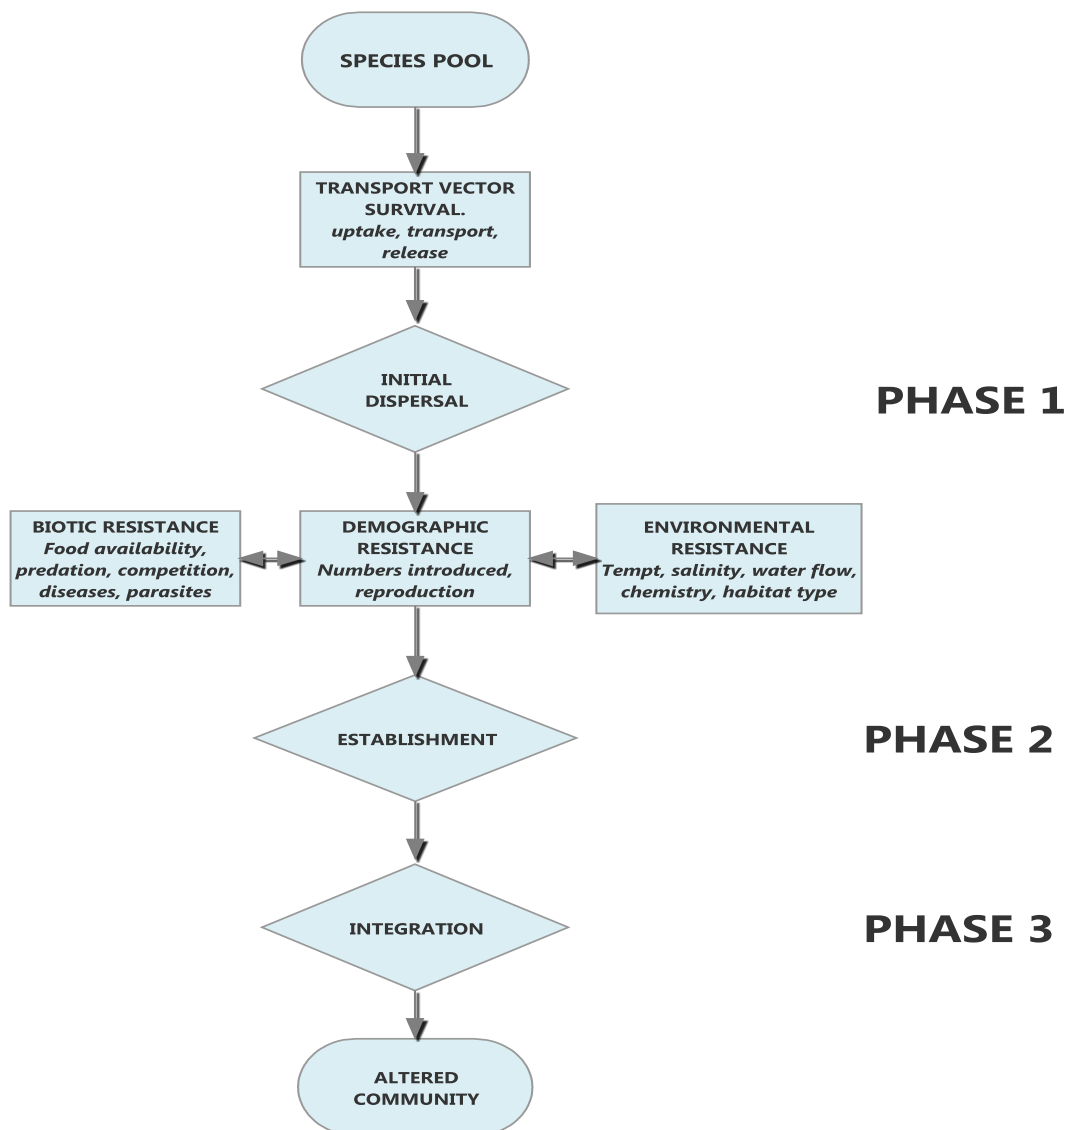 SPECIES POOL
TRANSPORT VECTOR
SURVIVAL.
uptake, transport,
release
INITIAL
DISPERSAL
PHASE 1
BIOTIC RESISTANCE
Food availability,
predation, competition,
diseases, parasites
DEMOGRAPHIC
RESISTANCE
Numbers introduced,
reproduction
ENVIRONMENTAL
RESISTANCE
Tempt, salinity, water flow,
chemistry, habitat type
ESTABLISHMENT
PHASE 2
INTEGRATION
PHASE 3
ALTERED
COMMUNITY